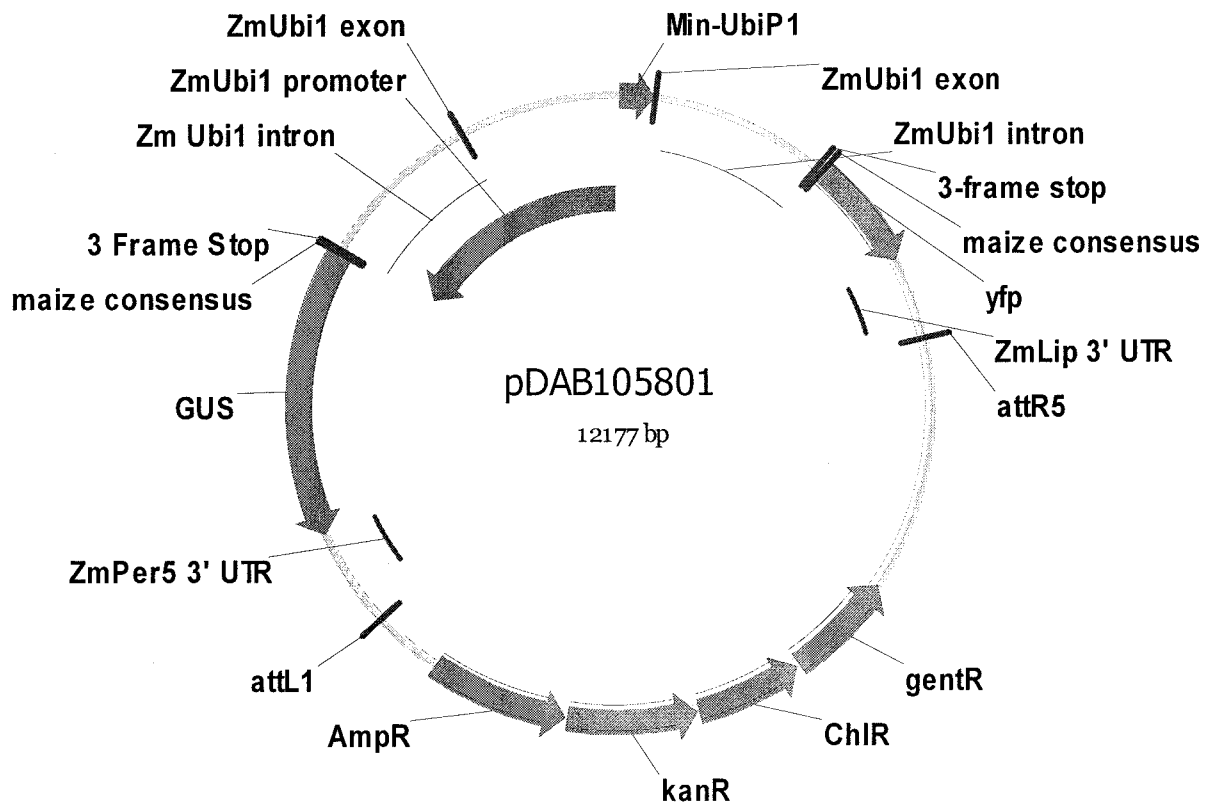 ZmUbi1 exon
Min-UbiP1
ZmUbi1 promoter
ZmUbi1 exon
Zm Ubi1 intron
ZmUbi1 intron
3-frame stop
3 Frame Stop
maize consensus
maize consensus
yfp
ZmLip 3' UTR
GUS
attR5
pDAB105801
12177 bp
ZmPer5 3' UTR
attL1
gentR
AmpR
ChlR
kanR